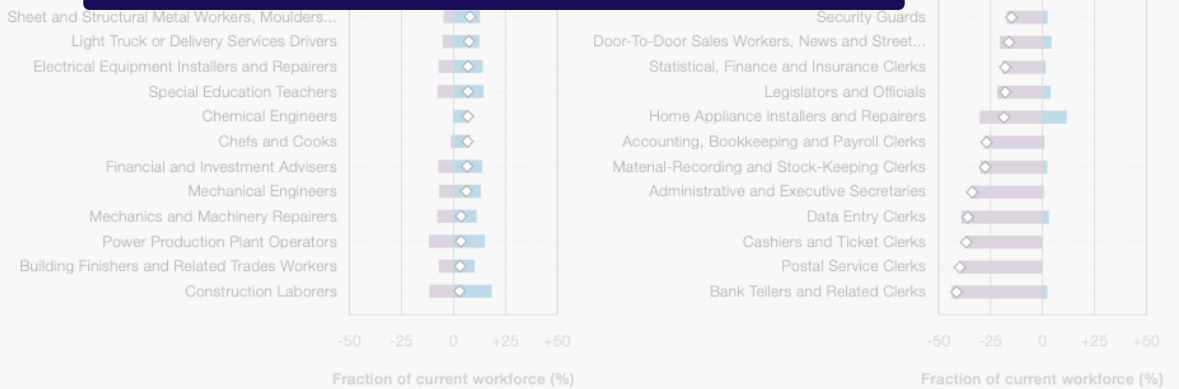 Sheet and Structural Metal Workers, Moulders...
Light Truck or Delivery Services Drivers
Electrical Equipment Installers and Repairers
Special Education Teachers
Chemical Engineers
Chefs and Cooks
Financial and Investment Advisers
Mechanical Engineers
Mechanics and Machinery Repairers
Power Production Plant Operators
Building Finishers and Related Trades Workers
Construction Laborers
-50 -25 0 +25 +50
Fraction of current workforce (%)
Security Guards
Door-To-Door Sales Workers, News and Street...
Statistical, Finance and Insurance Clerks
Legislators and Officials
Home Appliance Installers and Repairers
Accounting, Bookkeeping and Payroll Clerks
Material-Recording and Stock-Keeping Clerks
Administrative and Executive Secretaries
Data Entry Clerks
Cashiers and Ticket Clerks
Postal Service Clerks
Bank Tellers and Related Clerks
-50 -25 0 +25 +50
Fraction of current workforce (%)